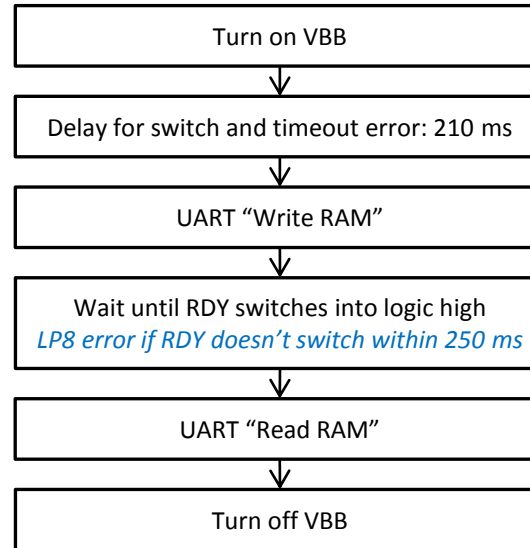 Turn on VBB
Delay for switch and timeout error: 210 ms
UART “Write RAM”
Wait until RDY switches into logic high
LP8 error if RDY doesn’t switch within 250 ms
UART “Read RAM”
Turn off VBB